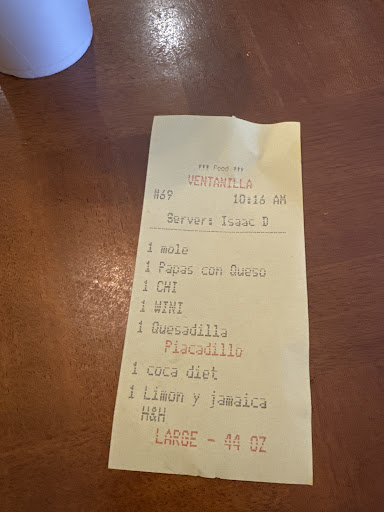 *** Food ***
VENTANILLA
N69 10:16 AM
Server: Isaac D
1 mole
1 Papas con Queso
1 CHI
1 WINI
1 Quesadilla
Piacadillo
1 coca diet
1 Limon y jamaica
H&H
LARGE - 44 OZ